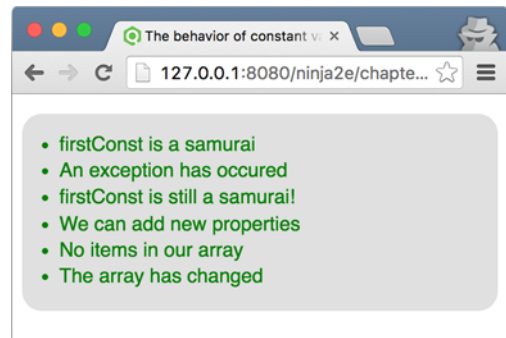 The behavior of constant va
127.0.0.1:8080/ninja2e/chapte...
firstConst is a samurai
An exception has occured
firstConst is still a samurai!
We can add new properties
No items in our array
The array has changed